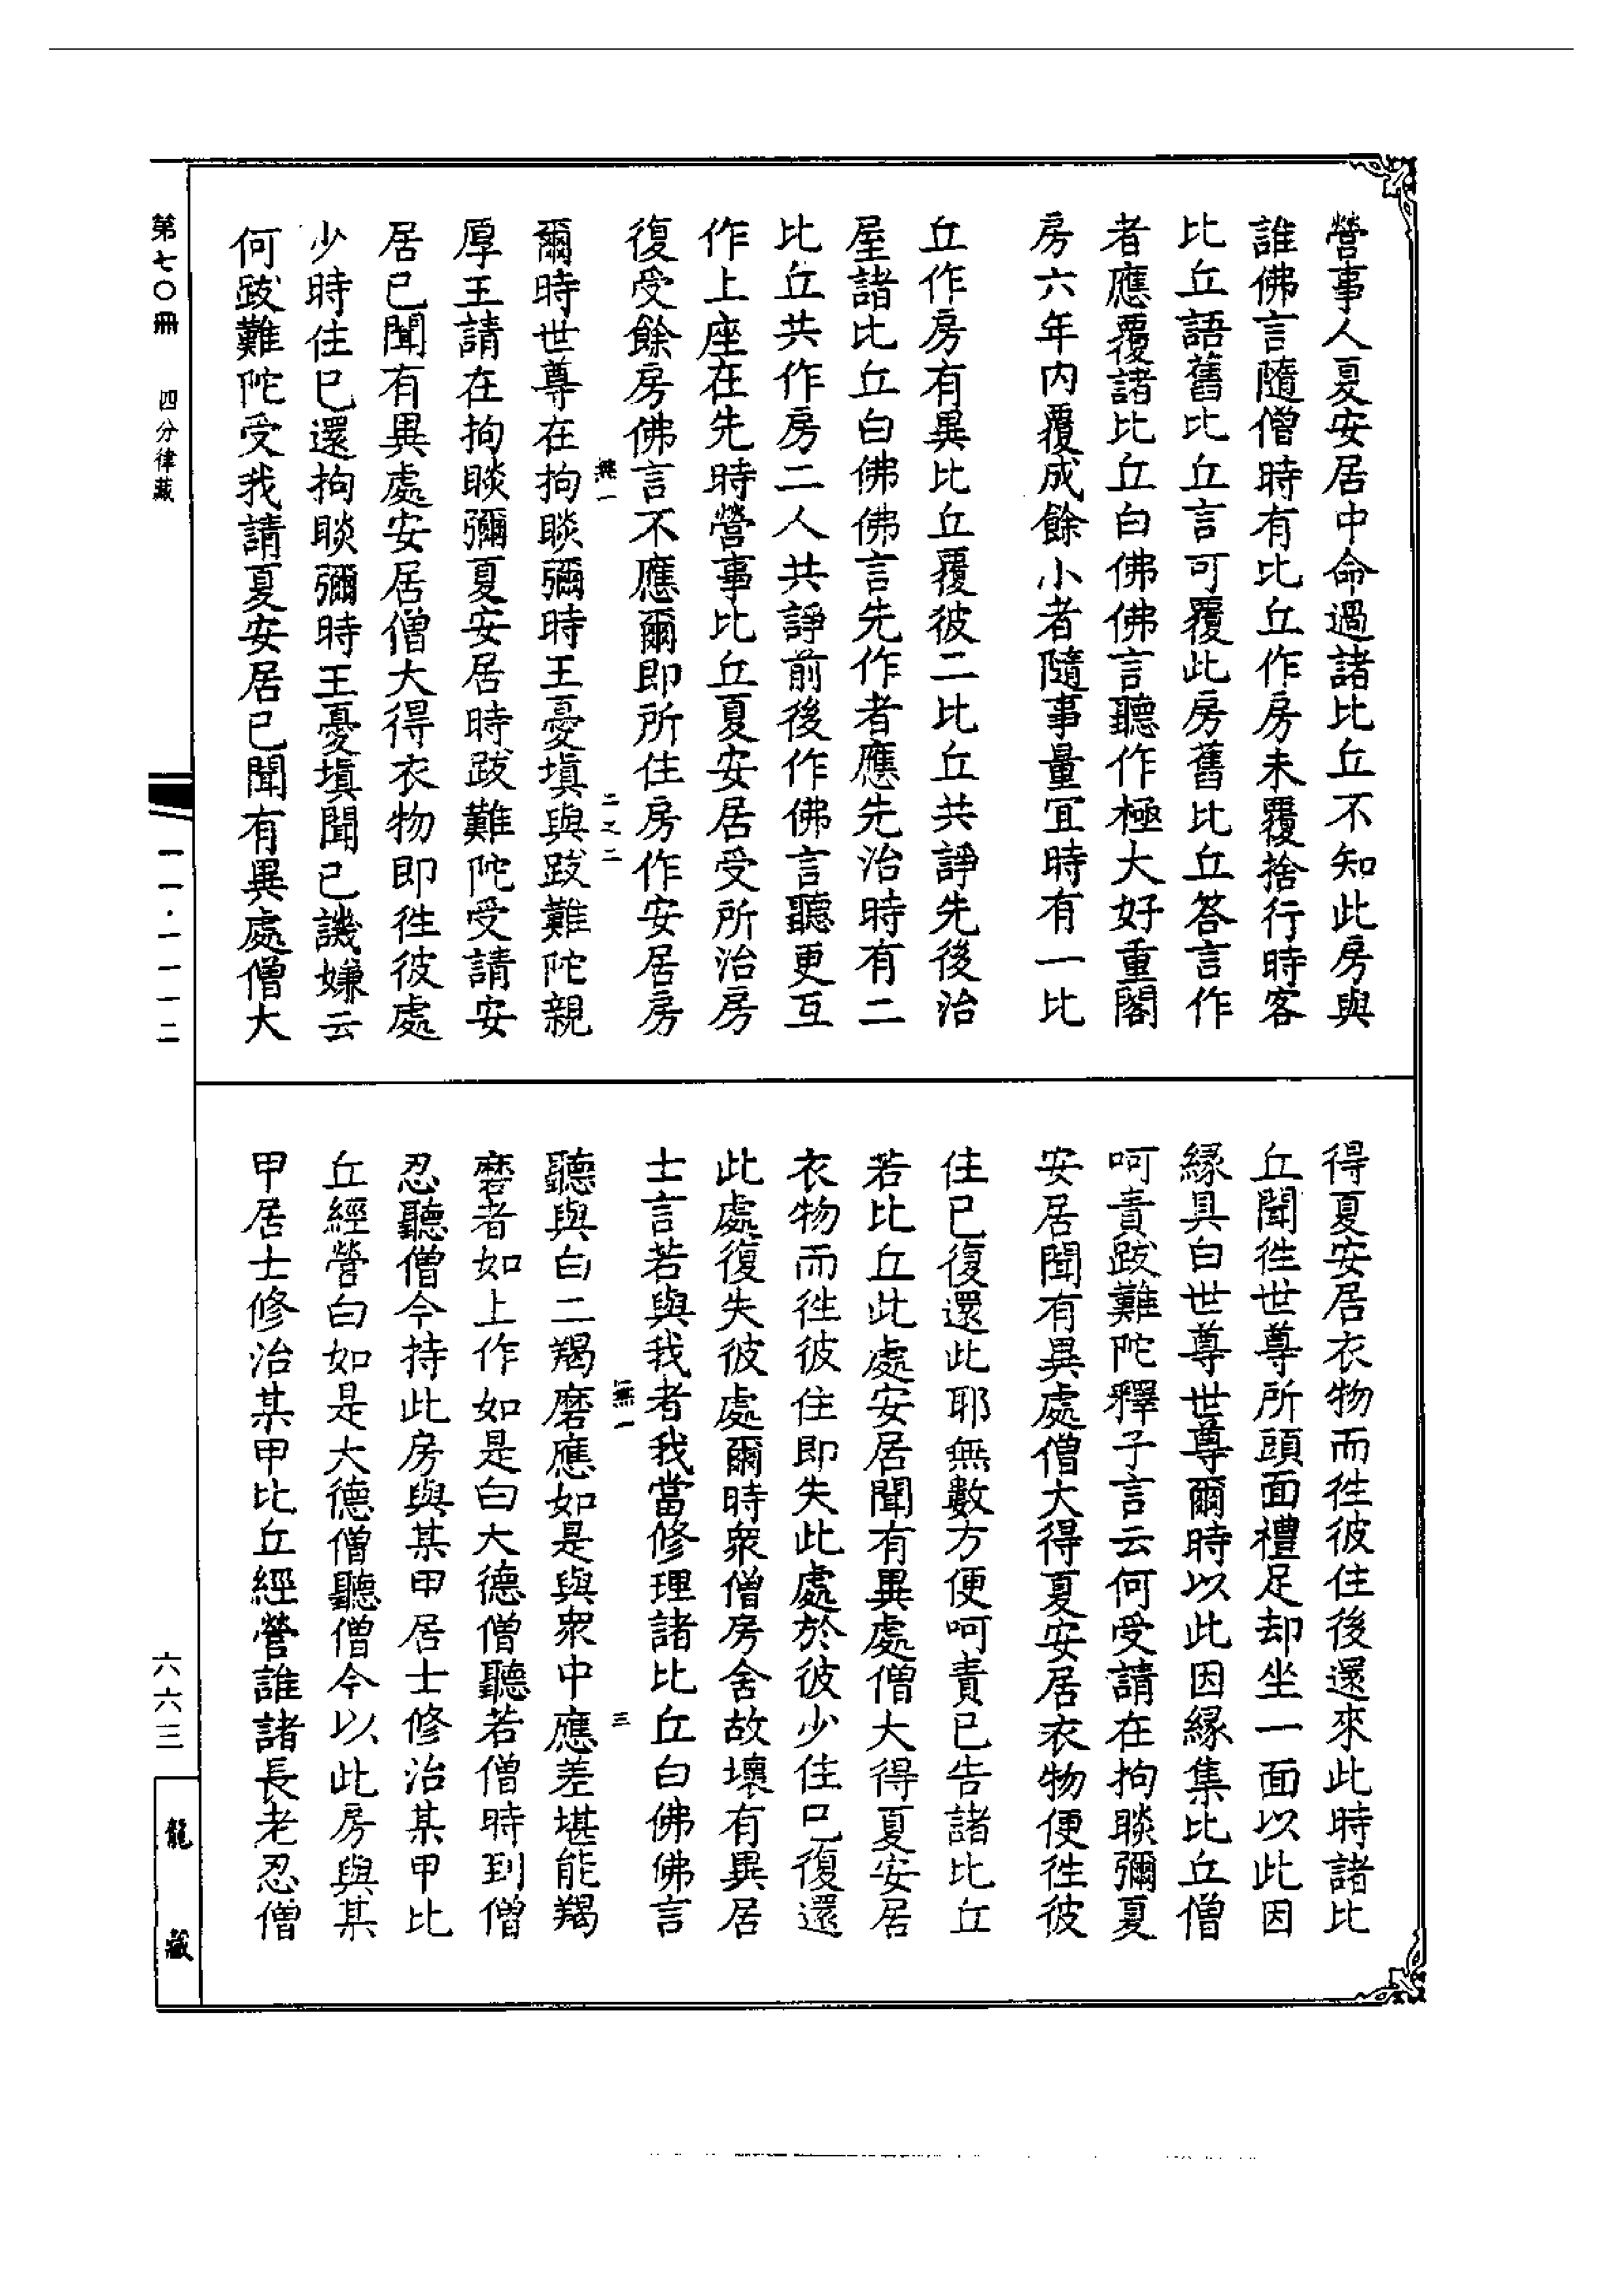 營事人夏安居中命過諸比丘不知此房與
誰佛言隨僧時有比丘作房未覆捨行時客
比丘語舊比丘言可覆此房舊比丘答言作
者應覆諸比丘白佛佛言聽作極大好重閣
房六年內覆成餘小者隨事量宜時有一比
丘作房有異比丘覆彼二比丘共諍先後治
屋諸比丘白佛佛言先作者應先治時有二
比丘共作房二人共諍前後作佛言聽更互
作上座在先時營事比丘夏安居受所治房
復受餘房佛言不應爾即所住房作安居房
無一
二之二
爾時世尊在拘睒彌時王憂塡與跋難陀親
厚王請在拘睒彌夏安居時跋難陀受請安
居已聞有異處安居僧大得衣物即徃彼處
少時住已還拘睒彌時王憂塡聞已譏嫌云
何跋難陀受我請夏安居已聞有異處僧大
得夏安居衣物而徃彼住後還來此時諸比
丘聞徃世尊所頭面禮足却坐一面以此因
緣具白世尊世尊爾時以此因緣集比丘僧
呵責跋難陀釋子言云何受請在拘睒彌夏
安居聞有異處僧大得夏安居衣物便徃彼
住已復還此耶無數方便呵責已告諸比丘
若比丘此處安居聞有異處僧大得夏安居
衣物而徃彼住即失此處於彼少住已復還
此處復失彼處爾時衆僧房舍故壞有異居
士言若與我者我當修理諸比丘白佛佛言
無一
三
聽與白二羯磨應如是與衆中應差堪能羯
磨者如上作如是白大德僧聽若僧時到僧
忍聽僧今持此房與某甲居士修治某甲比
丘經營白如是大德僧聽僧今以此房與某
甲居士修治某甲比丘經營誰諸長老忍僧
第七〇冊 四分律藏
一一·一一一二
六六三
龍藏